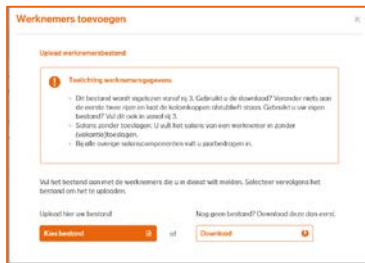 Werknemers toevoegen
Upload werknemersbestand
Toelichting werknemersgegevens
- Dit bestand wordt ingelezen vanaf rij 3. Gebruikt u de download? Verander niets aan
de eerste twee rijen en laat de kolomkoppen alstublieft staan. Gebruikt u uw eigen
bestand? Vul dit ook in vanaf rij 3.
- Salaris zonder toeslagen. U vult het salaris van een werknemer in zonder
(vakantie)toeslagen.
- Bij alle overige salariscomponenten vult u jaarbedragen in.
Vul het bestand aan met de werknemers die u in dienst wilt melden. Selecteer vervolgens het
bestand om het te uploaden.
Upload hier uw bestand
Nog geen bestand? Download deze dan eerst.
Kies bestand
of
Download